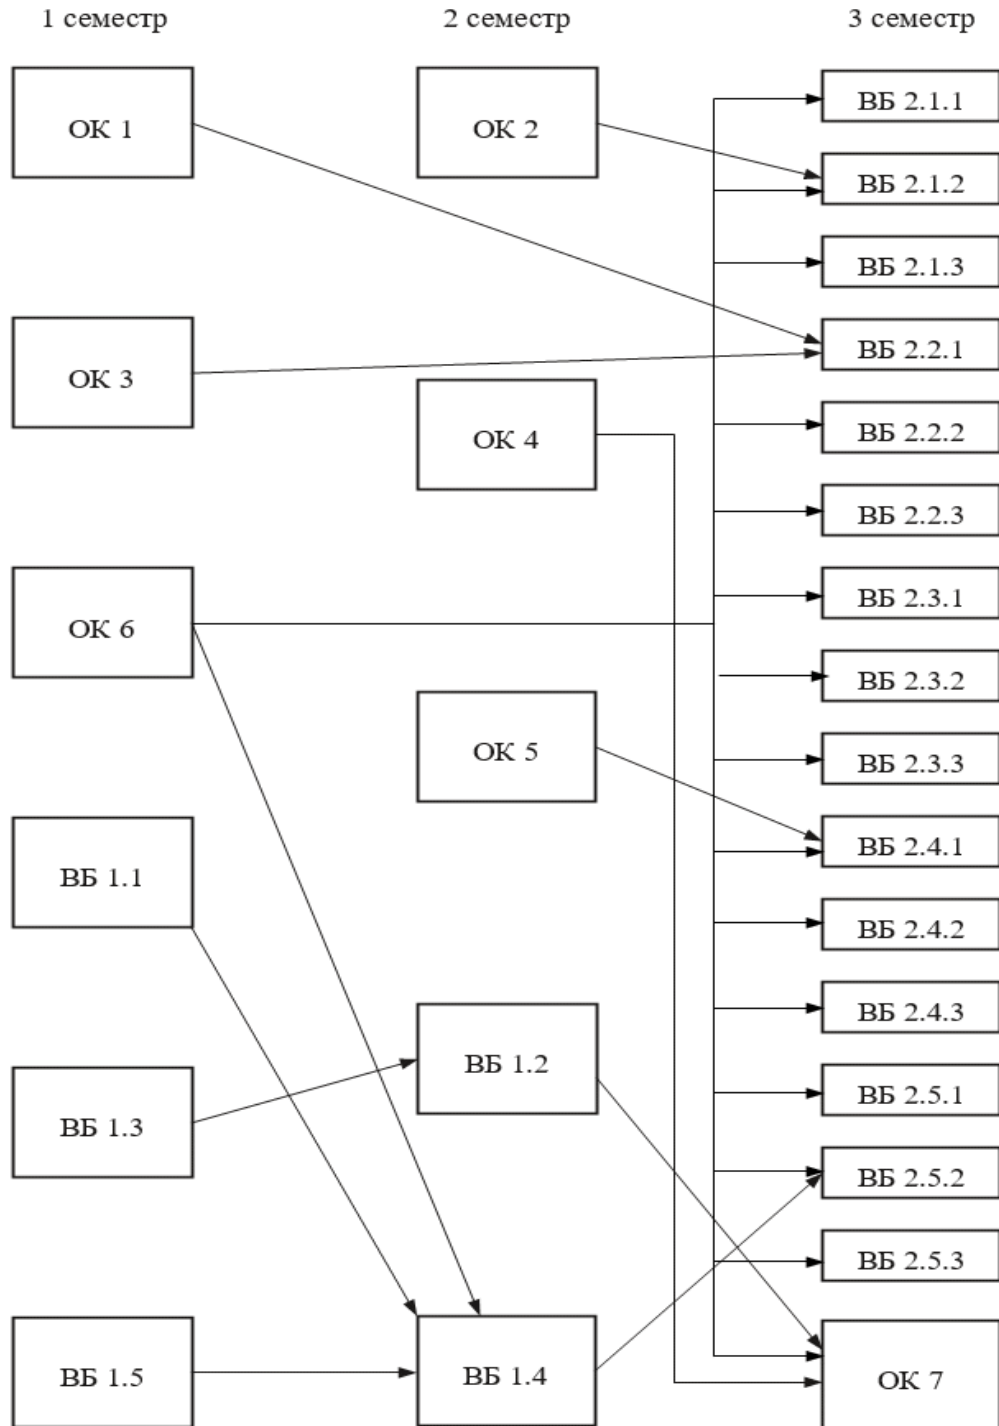 1 семестр
2 семестр
3 семестр
ОК 1
ОК 2
ВБ 2.1.1
ВБ 2.1.2
ВБ 2.1.3
ОК 3
ВБ 2.2.1
ОК 4
ВБ 2.2.2
ВБ 2.2.3
ОК 6
ВБ 2.3.1
ВБ 2.3.2
ОК 5
ВБ 2.3.3
ВБ 1.1
ВБ 2.4.1
ВБ 2.4.2
ВБ 2.4.3
ВБ 1.2
ВБ 2.5.1
ВБ 1.3
ВБ 2.5.2
ВБ 2.5.3
ВБ 1.5
ВБ 1.4
ОК 7